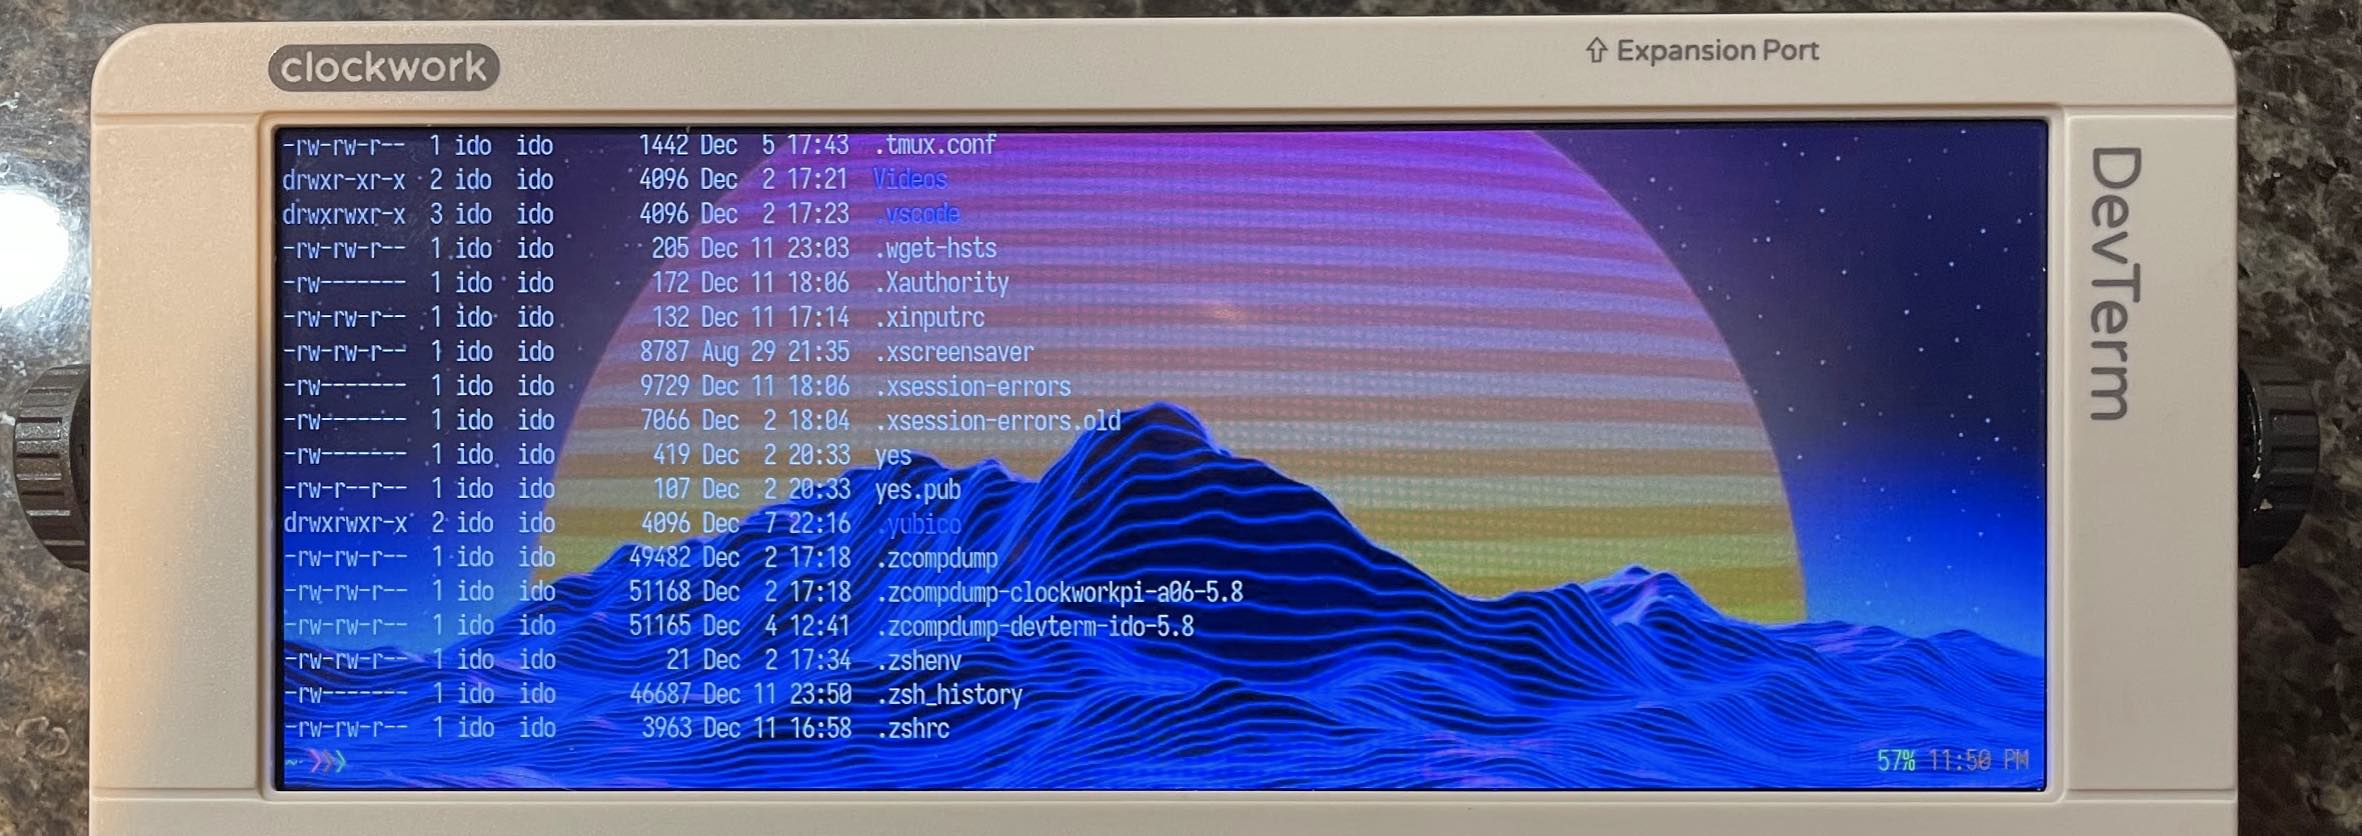 clockwork
⇧ Expansion Port
DevTerm
-rw-rw-r-- 1 ido ido 1442 Dec 5 17:43 .tmux.conf
drwxr-xr-x 2 ido ido 4096 Dec 2 17:21 Videos
drwxrwxr-x 3 ido ido 4096 Dec 2 17:23 .vscode
-rw-rw-r-- 1 ido ido 205 Dec 11 23:03 .wget-hsts
-rw------- 1 ido ido 172 Dec 11 18:06 .Xauthority
-rw-rw-r-- 1 ido ido 132 Dec 11 17:14 .xinputrc
-rw-rw-r-- 1 ido ido 8787 Aug 29 21:35 .xscreensaver
-rw------- 1 ido ido 9729 Dec 11 18:06 .xsession-errors
-rw------- 1 ido ido 7066 Dec 2 18:04 .xsession-errors.old
-rw------- 1 ido ido 419 Dec 2 20:33 yes
-rw-r--r-- 1 ido ido 107 Dec 2 20:33 yes.pub
drwxrwxr-x 2 ido ido 4096 Dec 7 22:16 .yubico
-rw-rw-r-- 1 ido ido 49482 Dec 2 17:18 .zcompdump
-rw-rw-r-- 1 ido ido 51168 Dec 2 17:18 .zcompdump-clockworkpi-a06-5.8
-rw-rw-r-- 1 ido ido 51165 Dec 4 12:41 .zcompdump-devterm-ido-5.8
-rw-rw-r-- 1 ido ido 21 Dec 2 17:34 .zshenv
-rw------- 1 ido ido 46687 Dec 11 23:50 .zsh_history
-rw-rw-r-- 1 ido ido 3963 Dec 11 16:58 .zshrc
~ ❯❯❯ 57% 11:50 PM